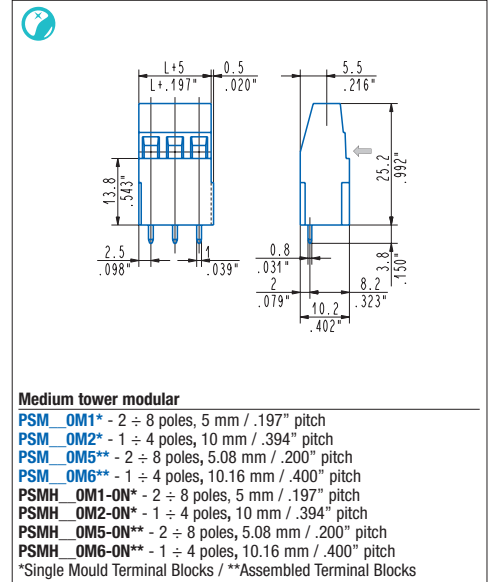 L+5
L+.197"
0.5
.020"
5.5
.216"
13.8
.543"
25.2
.992"
2.5
.098"
1
.039"
0.8
.031"
3.8
.150"
2
.079"
8.2
.323"
10.2
.402"
Medium tower modular
PSM__0M1* - 2 ÷ 8 poles, 5 mm / .197” pitch
PSM__0M2* - 1 ÷ 4 poles, 10 mm / .394” pitch
PSM__0M5** - 2 ÷ 8 poles, 5.08 mm / .200” pitch
PSM__0M6** - 1 ÷ 4 poles, 10.16 mm / .400” pitch
PSMH__0M1-0N* - 2 ÷ 8 poles, 5 mm / .197” pitch
PSMH__0M2-0N* - 1 ÷ 4 poles, 10 mm / .394” pitch
PSMH__0M5-0N** - 2 ÷ 8 poles, 5.08 mm / .200” pitch
PSMH__0M6-0N** - 1 ÷ 4 poles, 10.16 mm / .400” pitch
*Single Mould Terminal Blocks / **Assembled Terminal Blocks